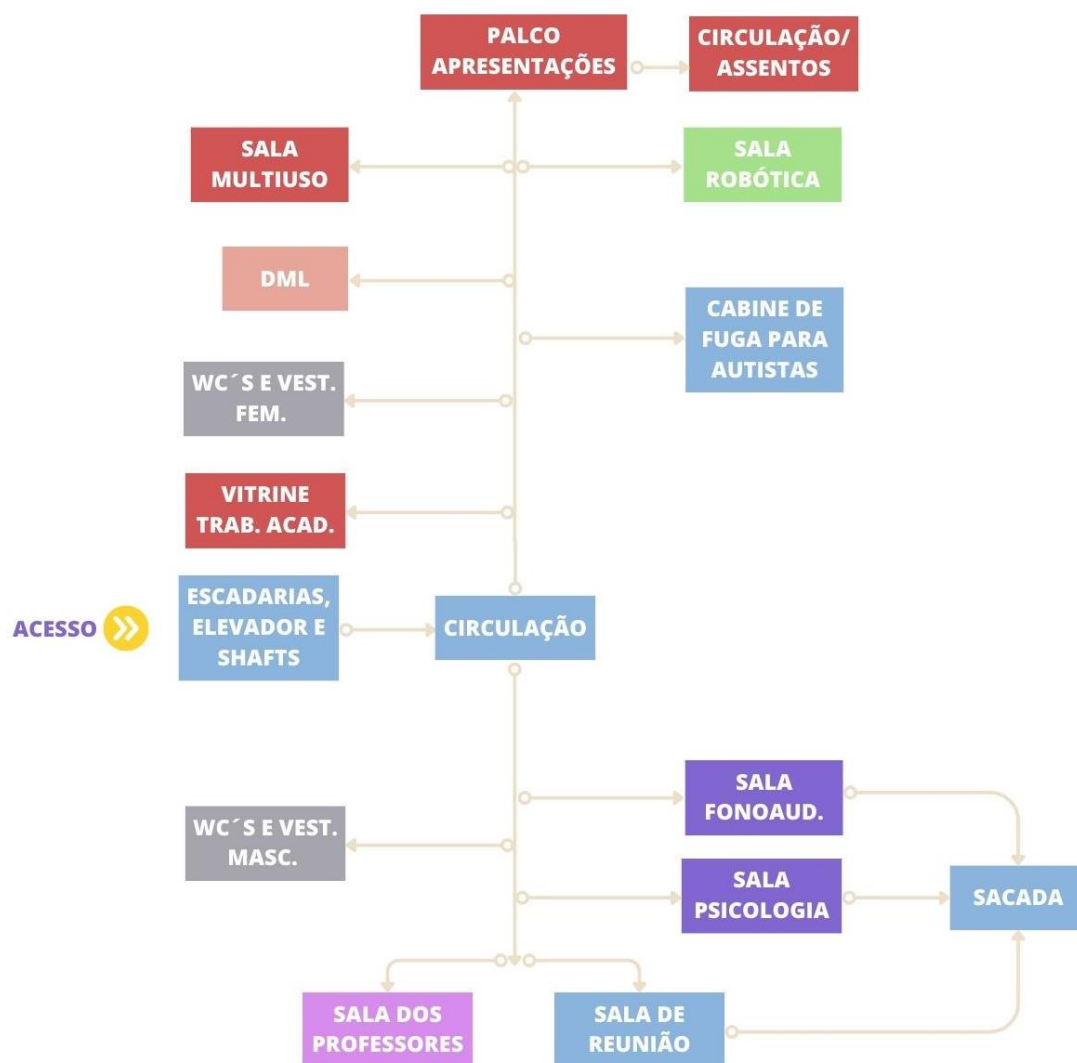 PALCO
APRESENTAÇÕES
CIRCULAÇÃO/
ASSENTOS
SALA
MULTIUSO
SALA
ROBÓTICA
DML
CABINE DE
FUGA PARA
AUTISTAS
WC´S E VEST.
FEM.
VITRINE
TRAB. ACAD.
ACESSO
ESCADARIAS,
ELEVADOR E
SHAFTS
CIRCULAÇÃO
SALA
FONOAUD.
WC´S E VEST.
MASC.
SALA
PSICOLOGIA
SACADA
SALA DOS
PROFESSORES
SALA DE
REUNIÃO